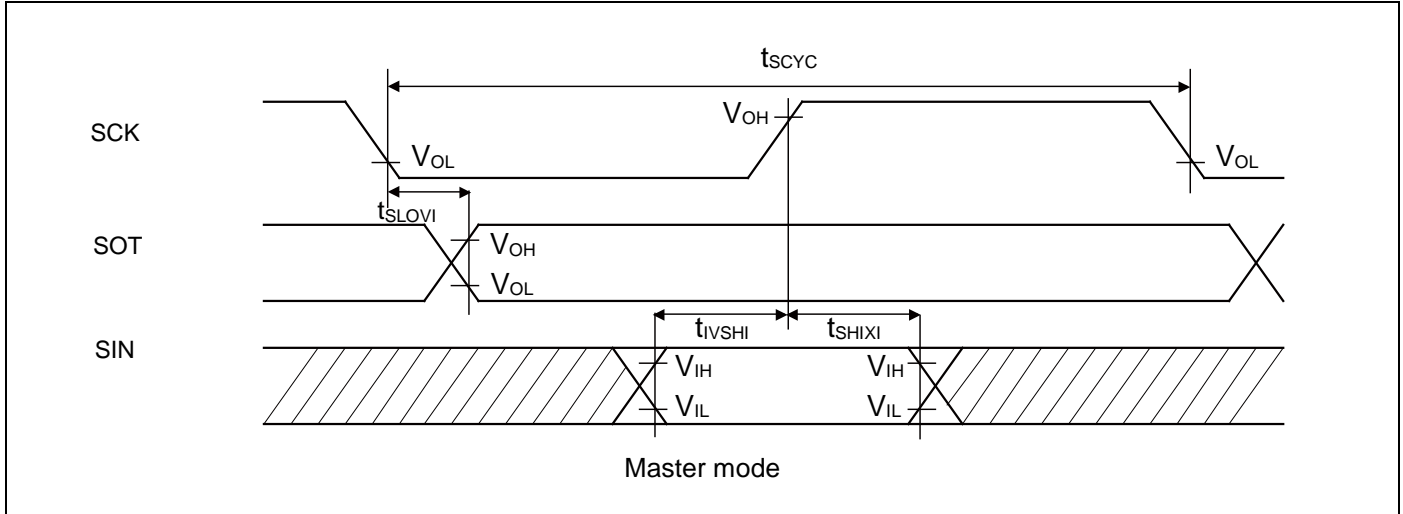 tSCYC
SCK
VOH
VOL
VOL
tSLOVI
SOT
VOH
VOL
tIVSHI
tSHIXI
SIN
VIH
VIH
VIL
VIL
Master mode